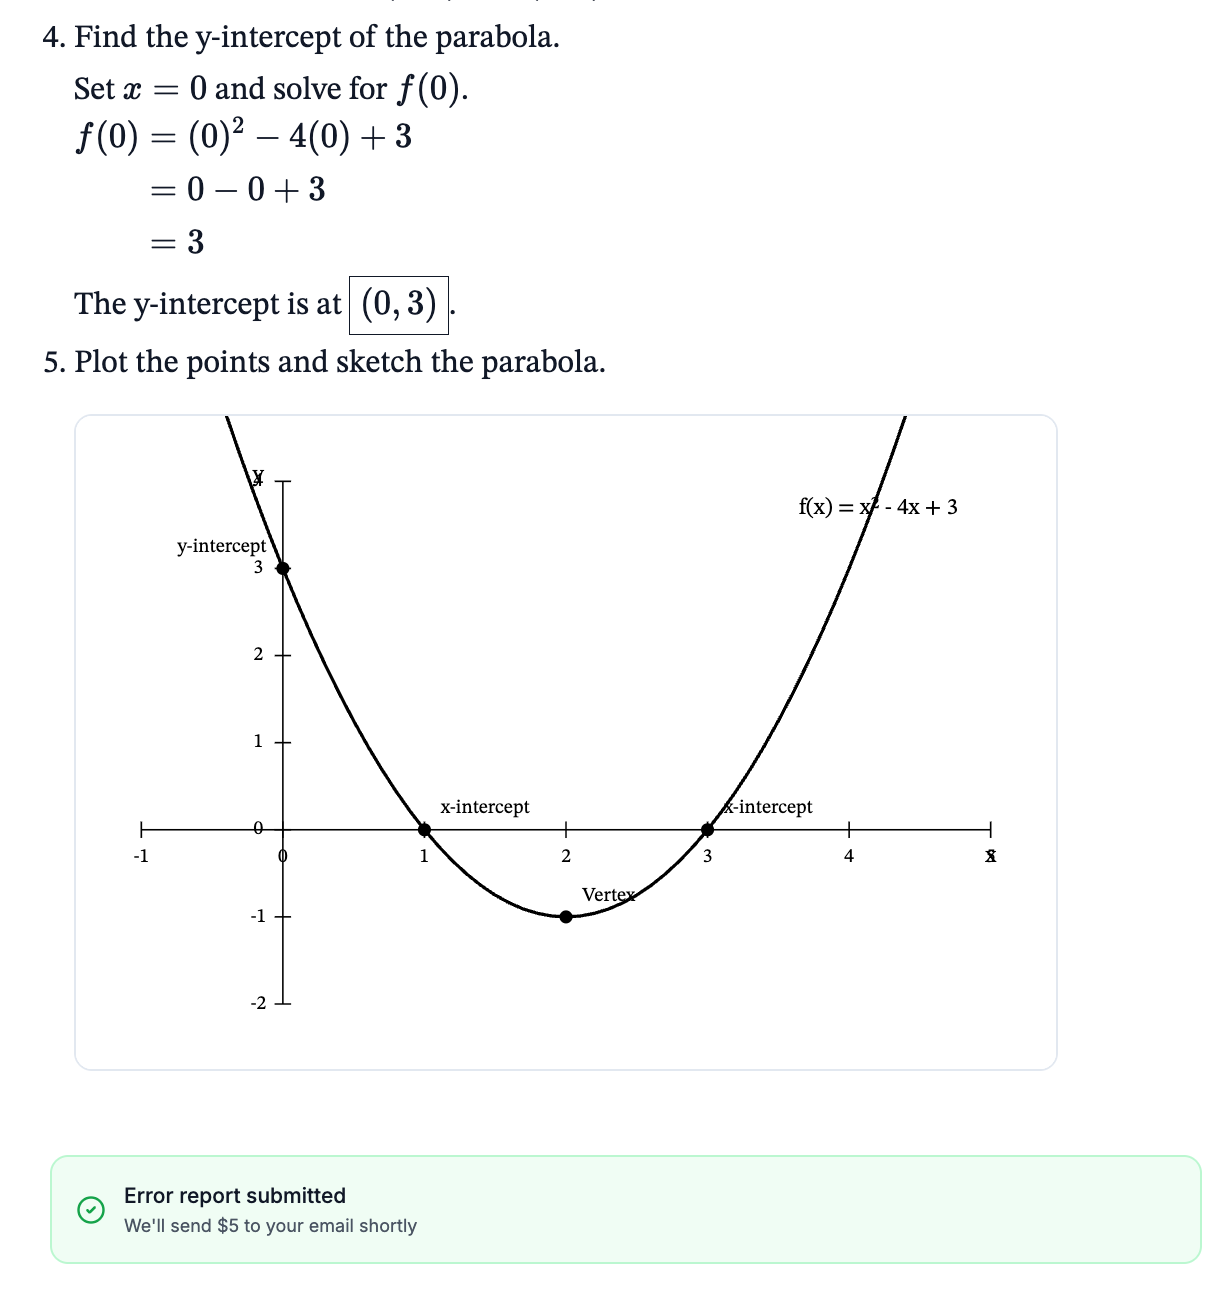 4. Find the y-intercept of the parabola.
Set x = 0 and solve for f(0).
f(0) = (0)² − 4(0) + 3
= 0 − 0 + 3
= 3
The y-intercept is at (0, 3).
5. Plot the points and sketch the parabola.
f(x) = x² - 4x + 3
y-intercept
3
2
1
x-intercept x-intercept
0
-1 0 1 2 3 4
Vertex
-1
-2
Error report submitted
We'll send $5 to your email shortly